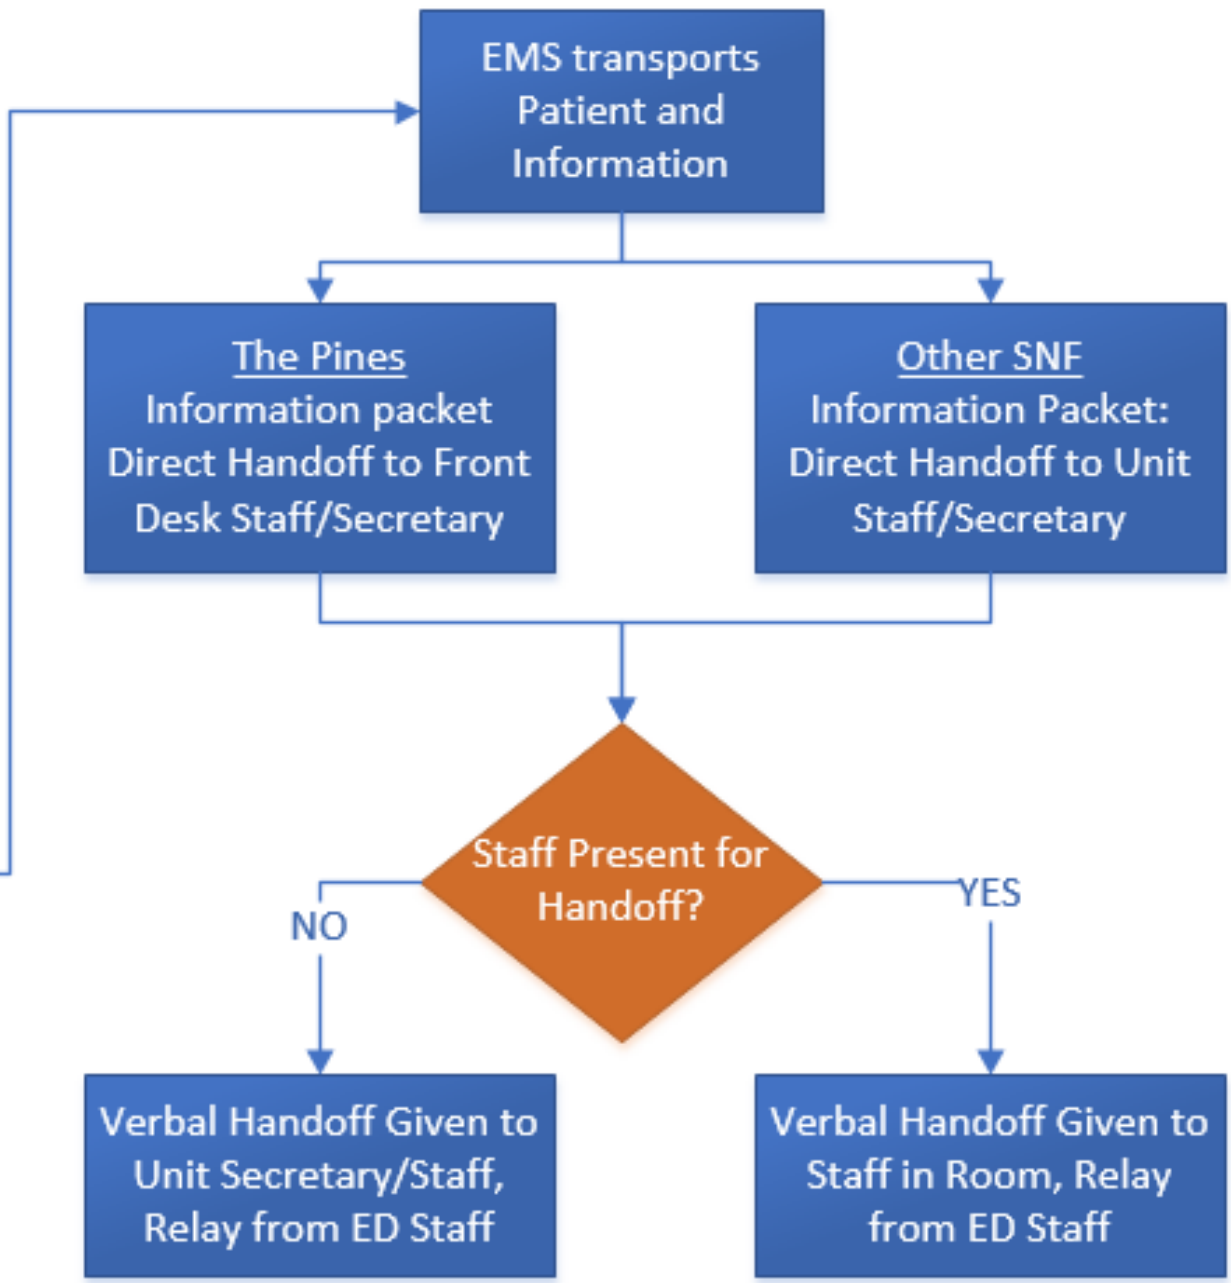 EMS transports
Patient and
Information
The Pines
Information packet
Direct Handoff to Front
Desk Staff/Secretary
Other SNF
Information Packet:
Direct Handoff to Unit
Staff/Secretary
Staff Present for
Handoff?
NO
YES
Verbal Handoff Given to
Unit Secretary/Staff,
Relay from ED Staff
Verbal Handoff Given to
Staff in Room, Relay
from ED Staff